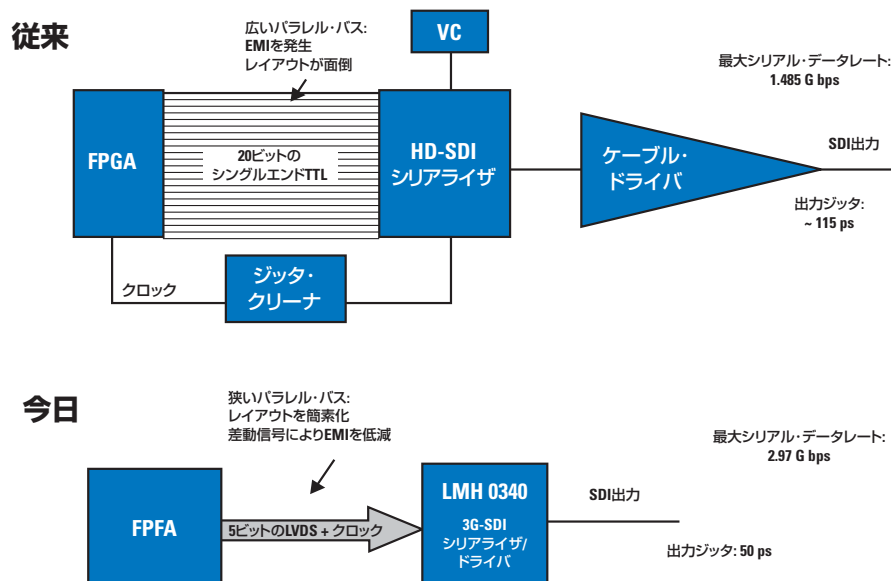 従来
広いパラレル・バス:
EMIを発生
レイアウトが面倒
VC
最大シリアル・データレート:
1.485 G bps
FPGA
20ビットの
シングルエンドTTL
HD-SDI
シリアライザ
ケーブル・
ドライバ
SDI出力
出力ジッタ:
~ 115 ps
クロック
ジッタ・
クリーナ
今日
狭いパラレル・バス:
レイアウトを簡素化
差動信号によりEMIを低減
最大シリアル・データレート:
2.97 G bps
FPFA
5ビットのLVDS + クロック
LMH 0340
3G-SDI
シリアライザ/
ドライバ
SDI出力
出力ジッタ: 50 ps